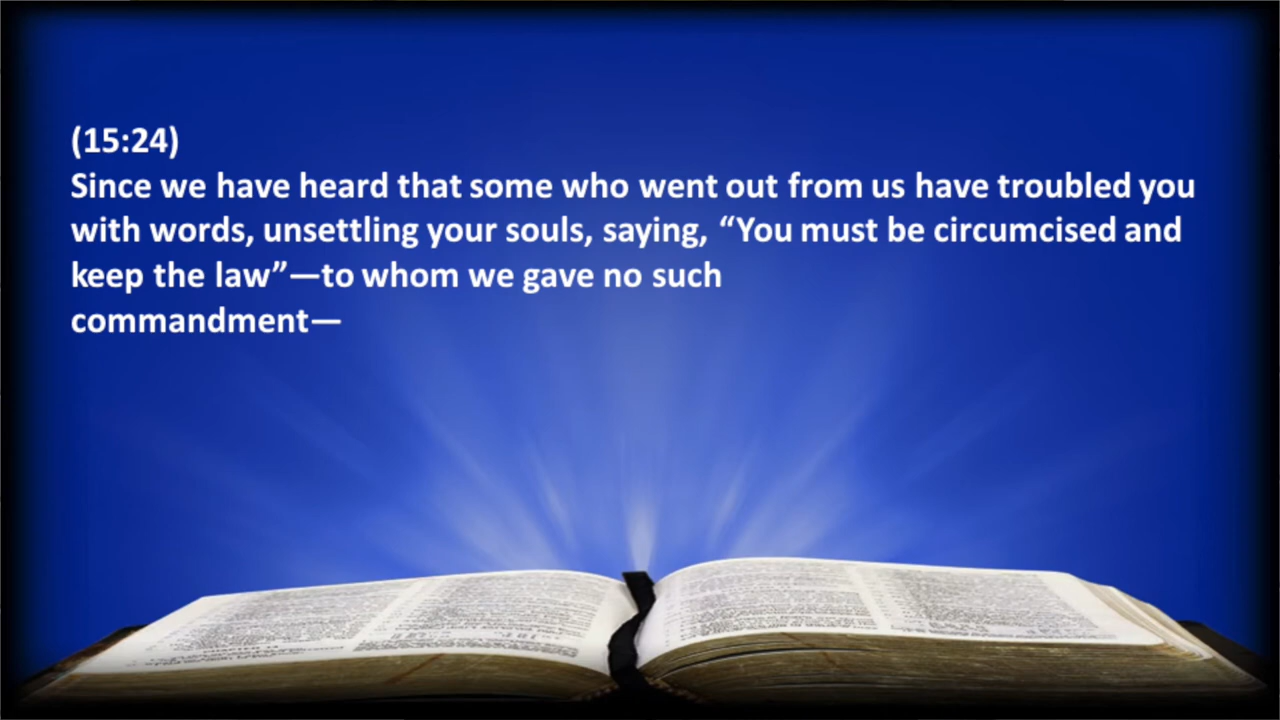 (15:24)
Since we have heard that some who went out from us have troubled you
with words, unsettling your souls, saying, “You must be circumcised and
keep the law”—to whom we gave no such
commandment—